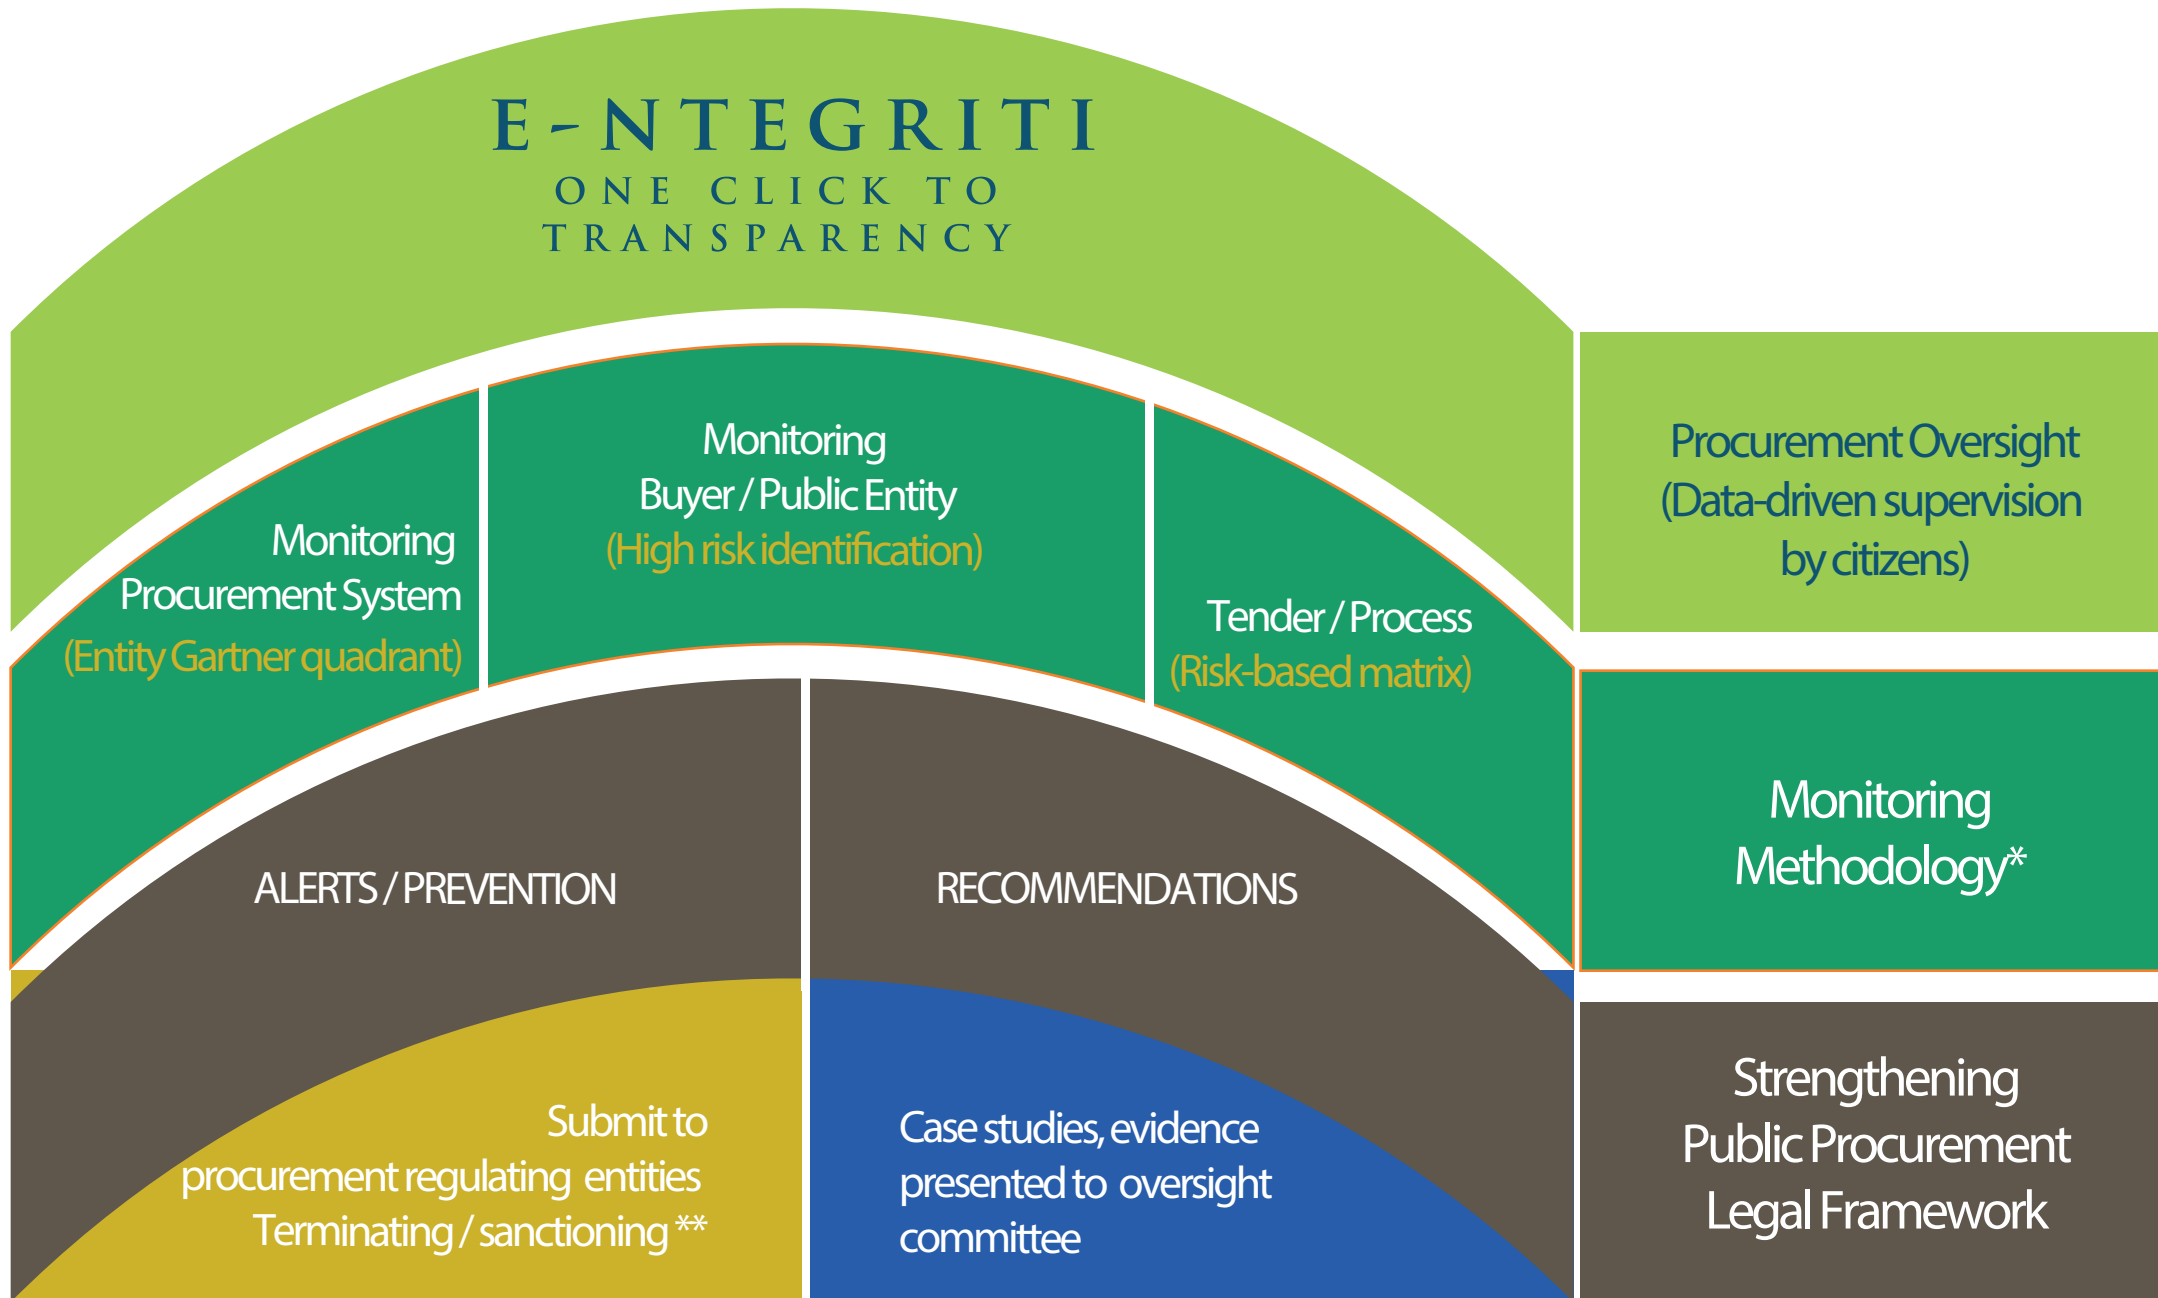 E-NTEGRITI
ONE CLICK TO
TRANSPARENCY
Procurement Oversight
(Data-driven supervision
by citizens)
Monitoring
Procurement System
(Entity Gartner quadrant)
Monitoring
Buyer / Public Entity
(High risk identification)
Tender / Process
(Risk-based matrix)
Monitoring
Methodology*
ALERTS / PREVENTION
RECOMMENDATIONS
Submit to
procurement regulating entities
Terminating / sanctioning **
Case studies, evidence
presented to oversight
committee
Strengthening
Public Procurement
Legal Framework